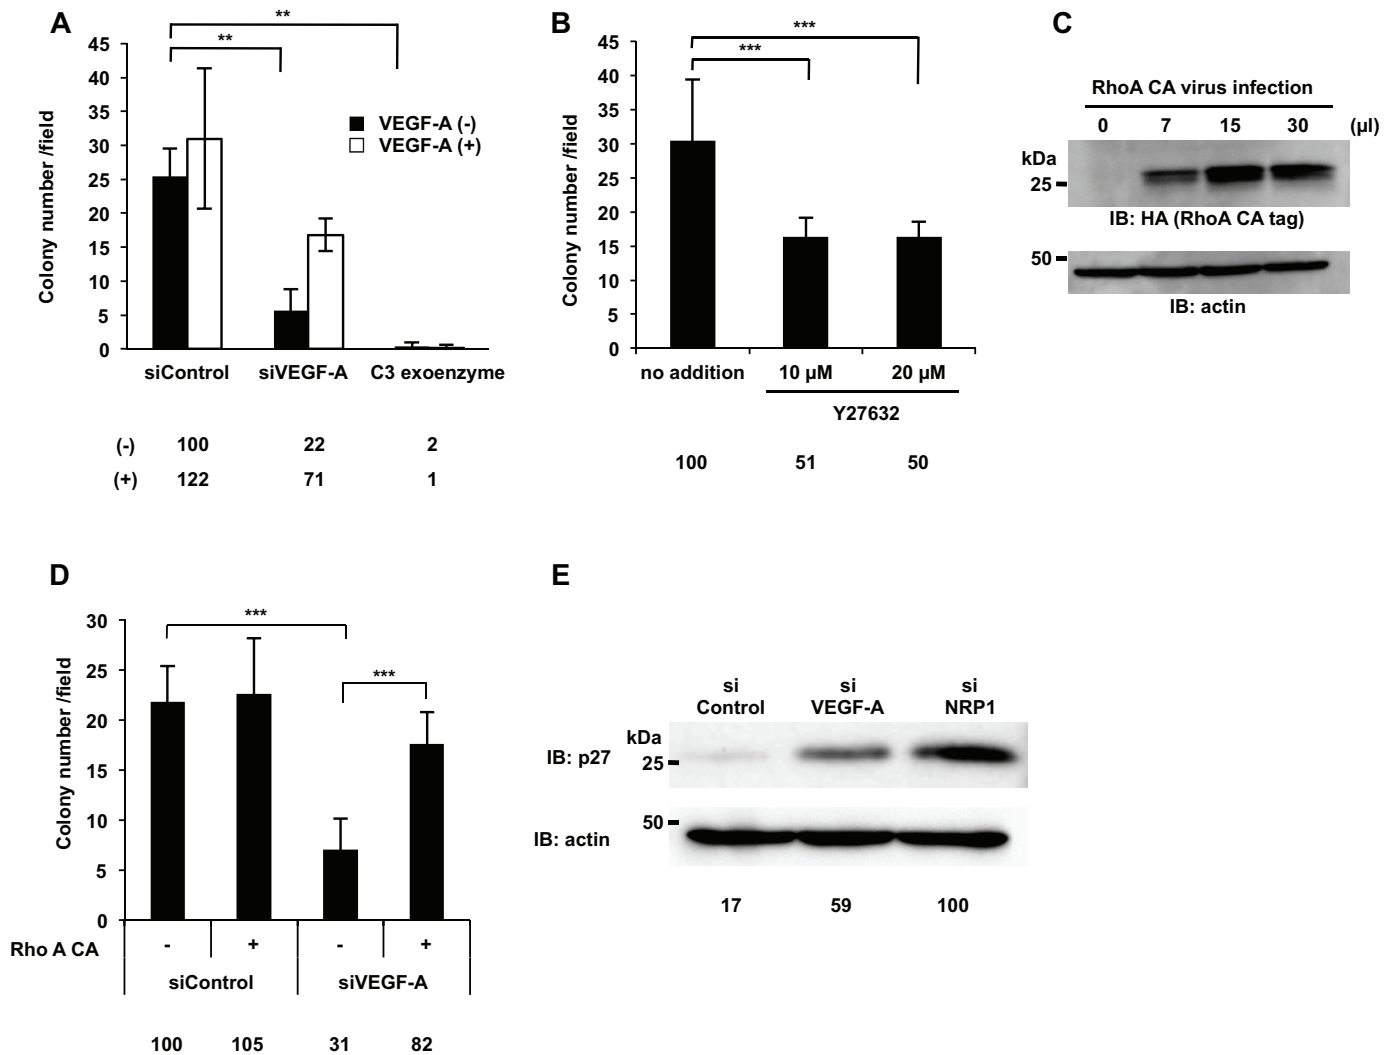 A
**
**
45
40
35
30
25
20
15
10
5
0
Colony number /field
VEGF-A (-)
VEGF-A (+)
siControl siVEGF-A C3 exoenzyme
(-) 100 22 2
(+) 122 71 1
B
***
***
45
40
35
30
25
20
15
10
5
0
Colony number /field
no addition 10 µM 20 µM
Y27632
100 51 50
C
RhoA CA virus infection
0 7 15 30 (µl)
kDa
25
IB: HA (RhoA CA tag)
50
IB: actin
D
***
***
30
25
20
15
10
5
0
Colony number /field
Rho A CA - + - +
siControl siVEGF-A
100 105 31 82
E
si Control
si VEGF-A
si NRP1
kDa
IB: p27
25
50
IB: actin
17 59 100